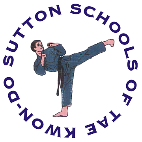 SUTTON SCHOOLS OF TAE KWON-DO